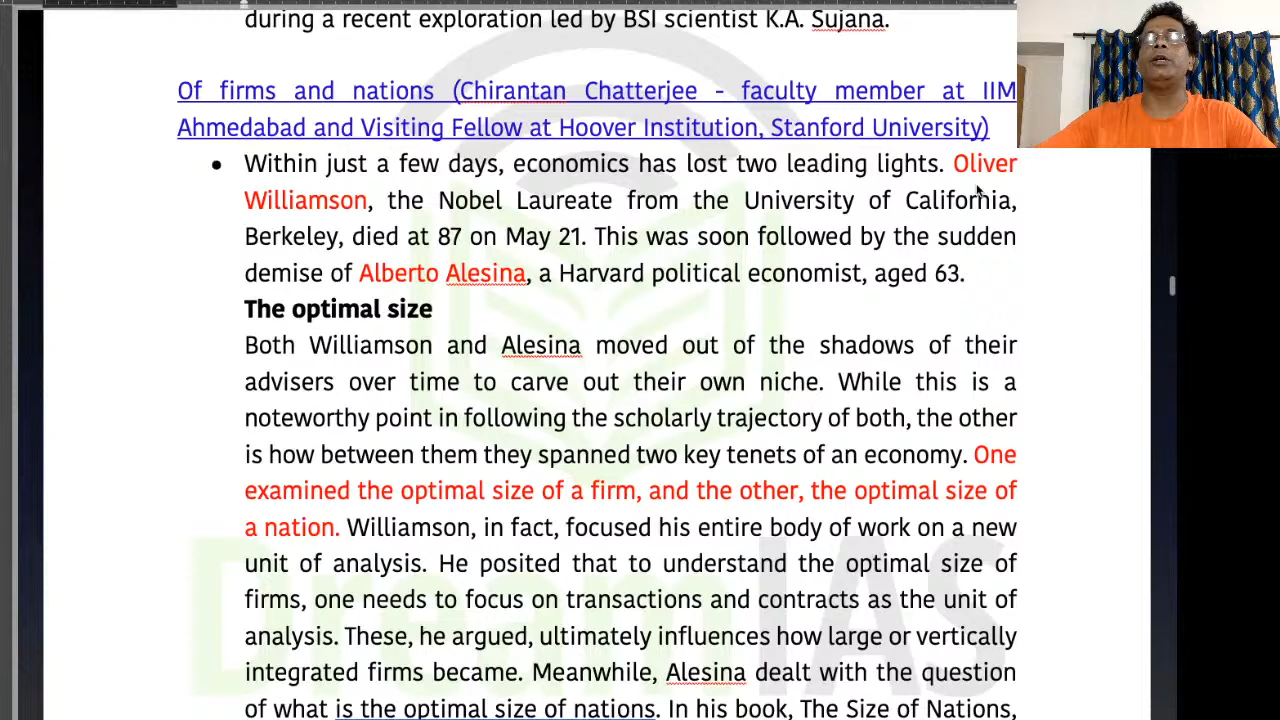 during a recent exploration led by BSI scientist K.A. Sujana.
Of firms and nations (Chirantan Chatterjee - faculty member at IIM
Ahmedabad and Visiting Fellow at Hoover Institution, Stanford University)
• Within just a few days, economics has lost two leading lights. Oliver
Williamson, the Nobel Laureate from the University of California,
Berkeley, died at 87 on May 21. This was soon followed by the sudden
demise of Alberto Alesina, a Harvard political economist, aged 63.
The optimal size
Both Williamson and Alesina moved out of the shadows of their
advisers over time to carve out their own niche. While this is a
noteworthy point in following the scholarly trajectory of both, the other
is how between them they spanned two key tenets of an economy. One
examined the optimal size of a firm, and the other, the optimal size of
a nation. Williamson, in fact, focused his entire body of work on a new
unit of analysis. He posited that to understand the optimal size of
firms, one needs to focus on transactions and contracts as the unit of
analysis. These, he argued, ultimately influences how large or vertically
integrated firms became. Meanwhile, Alesina dealt with the question
of what is the optimal size of nations. In his book, The Size of Nations,
DreamIAS